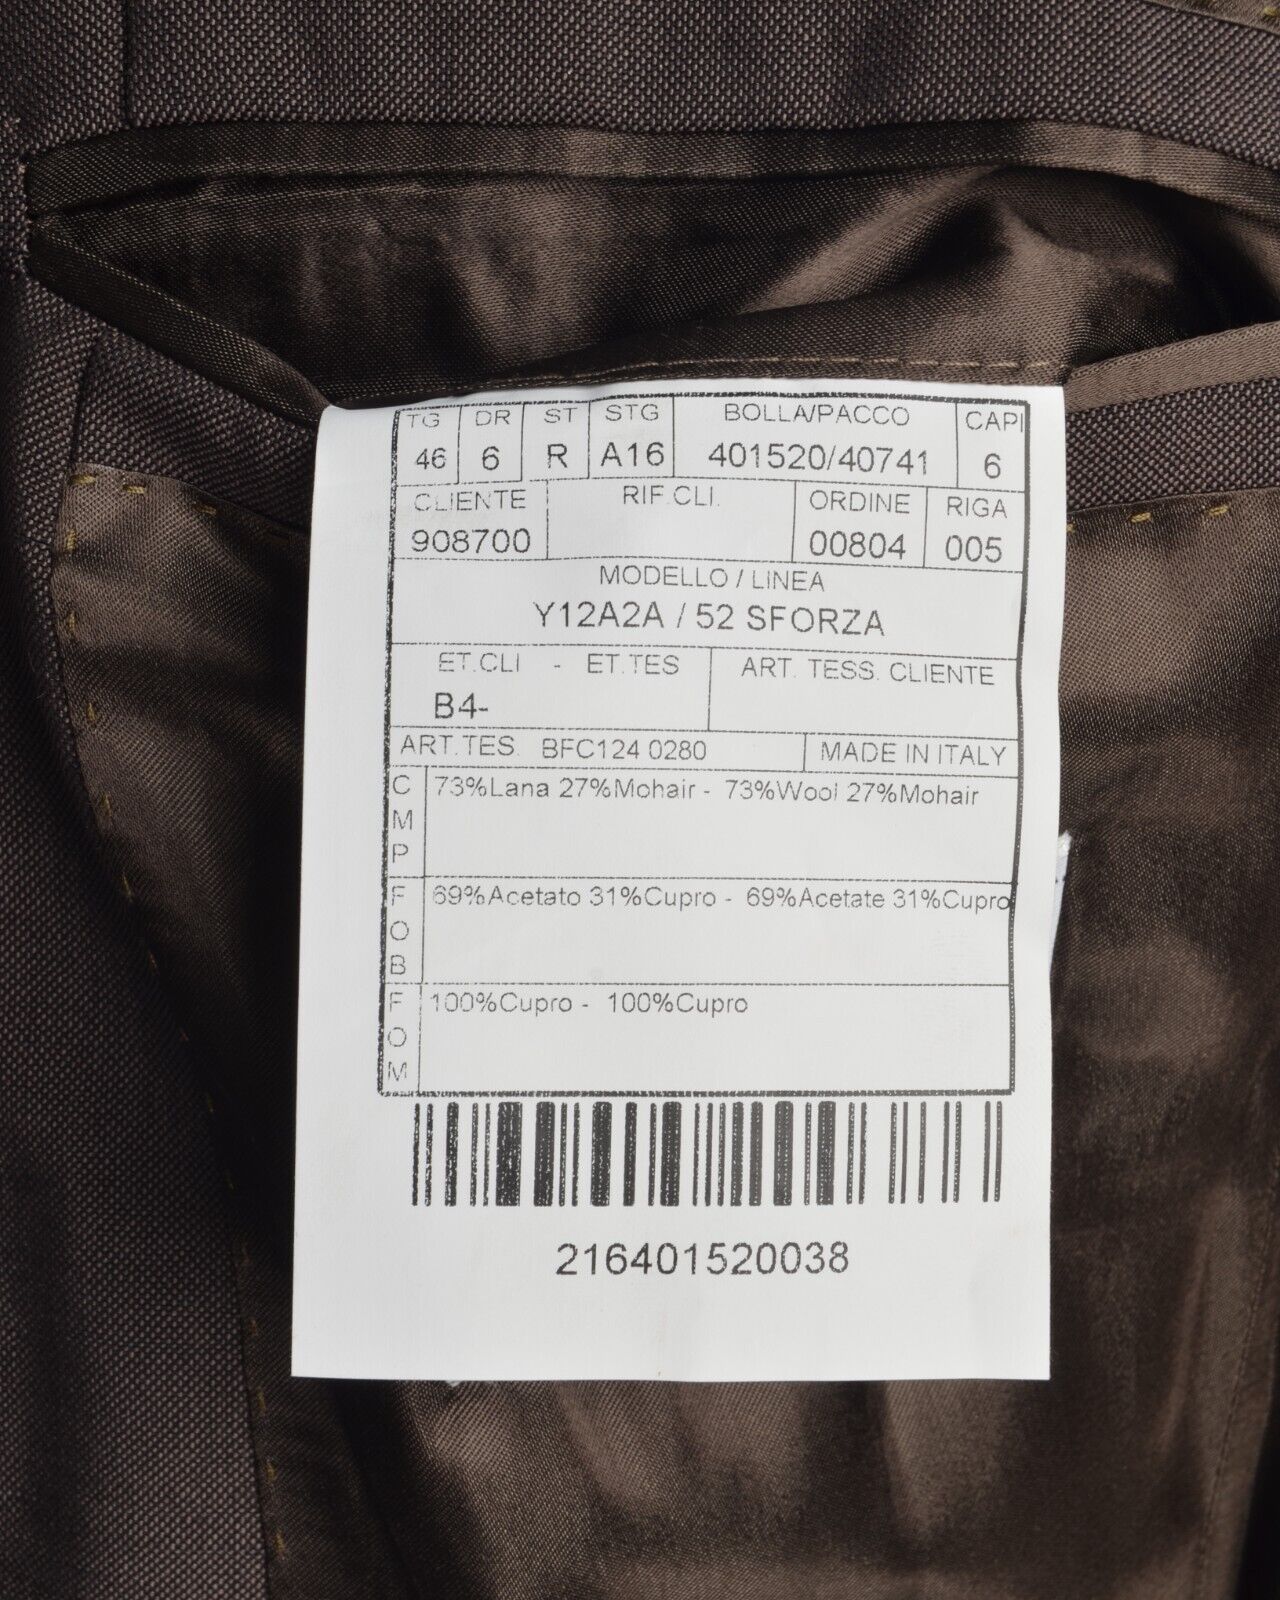 TG DR ST STG BOLLA/PACCO CAPI
46 6 R A16 401520/40741 6
CLIENTE RIF.CLI. ORDINE RIGA
908700 00804 005
MODELLO / LINEA
Y12A2A / 52 SFORZA
ET.CLI - ET.TES ART. TESS. CLIENTE
B4-
ART.TES. BFC124 0280 MADE IN ITALY
CMP 73%Lana 27%Mohair - 73%Wool 27%Mohair
FOB 69%Acetato 31%Cupro - 69%Acetate 31%Cupro
FOM 100%Cupro - 100%Cupro
216401520038